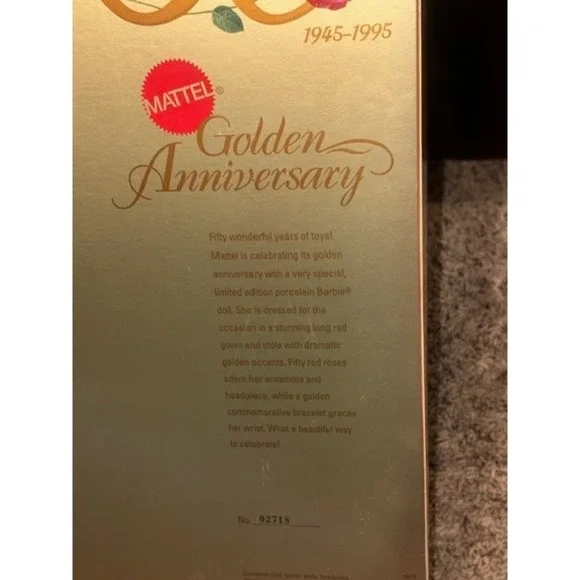 1945-1995
MATTEL®
Golden
Anniversary
Fifty wonderful years of toys!
Mattel is celebrating its golden
anniversary with a very special,
limited edition porcelain Barbie®
doll. She is dressed for the
occasion in a stunning long red
gown and stole with dramatic
golden accents. Fifty red roses
adorn her ensemble and
headpiece, while a golden
commemorative bracelet graces
her wrist. What a beautiful way
to celebrate!
No. 02718